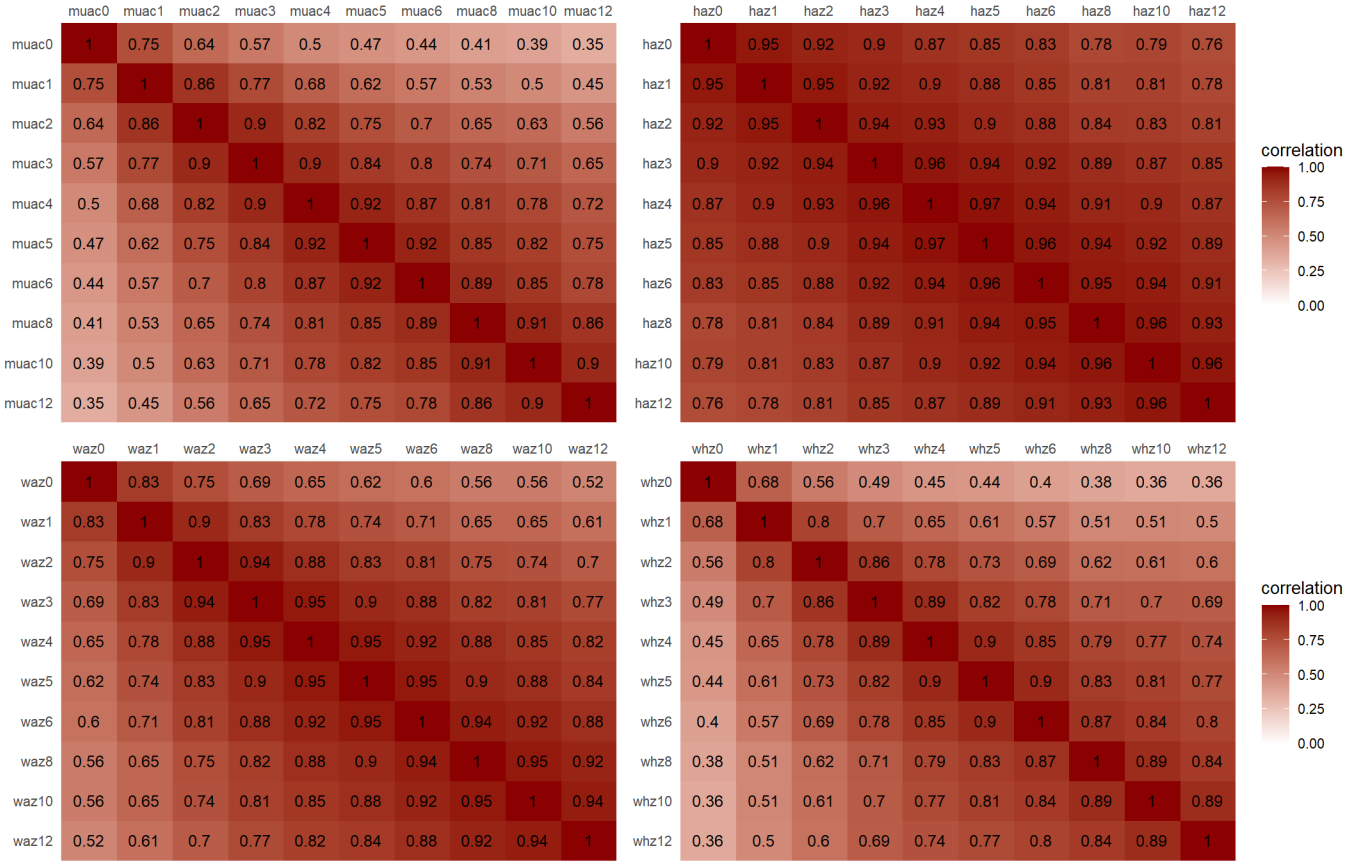 muac0 muac1 muac2 muac3 muac4 muac5 muac6 muac8 muac10 muac12
muac0 1 0.75 0.64 0.57 0.5 0.47 0.44 0.41 0.39 0.35
muac1 0.75 1 0.86 0.77 0.68 0.62 0.57 0.53 0.5 0.45
muac2 0.64 0.86 1 0.9 0.82 0.75 0.7 0.65 0.63 0.56
muac3 0.57 0.77 0.9 1 0.9 0.84 0.8 0.74 0.71 0.65
muac4 0.5 0.68 0.82 0.9 1 0.92 0.87 0.81 0.78 0.72
muac5 0.47 0.62 0.75 0.84 0.92 1 0.92 0.85 0.82 0.75
muac6 0.44 0.57 0.7 0.8 0.87 0.92 1 0.89 0.85 0.78
muac8 0.41 0.53 0.65 0.74 0.81 0.85 0.89 1 0.91 0.86
muac10 0.39 0.5 0.63 0.71 0.78 0.82 0.85 0.91 1 0.9
muac12 0.35 0.45 0.56 0.65 0.72 0.75 0.78 0.86 0.9 1
haz0 haz1 haz2 haz3 haz4 haz5 haz6 haz8 haz10 haz12
haz0 1 0.95 0.92 0.9 0.87 0.85 0.83 0.78 0.79 0.76
haz1 0.95 1 0.95 0.92 0.9 0.88 0.85 0.81 0.81 0.78
haz2 0.92 0.95 1 0.94 0.93 0.9 0.88 0.84 0.83 0.81
haz3 0.9 0.92 0.94 1 0.96 0.94 0.92 0.89 0.87 0.85
haz4 0.87 0.9 0.93 0.96 1 0.97 0.94 0.91 0.9 0.87
haz5 0.85 0.88 0.9 0.94 0.97 1 0.96 0.94 0.92 0.89
haz6 0.83 0.85 0.88 0.92 0.94 0.96 1 0.95 0.94 0.91
haz8 0.78 0.81 0.84 0.89 0.91 0.94 0.95 1 0.96 0.93
haz10 0.79 0.81 0.83 0.87 0.9 0.92 0.94 0.96 1 0.96
haz12 0.76 0.78 0.81 0.85 0.87 0.89 0.91 0.93 0.96 1
correlation
1.00
0.75
0.50
0.25
0.00
waz0 waz1 waz2 waz3 waz4 waz5 waz6 waz8 waz10 waz12
waz0 1 0.83 0.75 0.69 0.65 0.62 0.6 0.56 0.56 0.52
waz1 0.83 1 0.9 0.83 0.78 0.74 0.71 0.65 0.65 0.61
waz2 0.75 0.9 1 0.94 0.88 0.83 0.81 0.75 0.74 0.7
waz3 0.69 0.83 0.94 1 0.95 0.9 0.88 0.82 0.81 0.77
waz4 0.65 0.78 0.88 0.95 1 0.95 0.92 0.88 0.85 0.82
waz5 0.62 0.74 0.83 0.9 0.95 1 0.95 0.9 0.88 0.84
waz6 0.6 0.71 0.81 0.88 0.92 0.95 1 0.94 0.92 0.88
waz8 0.56 0.65 0.75 0.82 0.88 0.9 0.94 1 0.95 0.92
waz10 0.56 0.65 0.74 0.81 0.85 0.88 0.92 0.95 1 0.94
waz12 0.52 0.61 0.7 0.77 0.82 0.84 0.88 0.92 0.94 1
whz0 whz1 whz2 whz3 whz4 whz5 whz6 whz8 whz10 whz12
whz0 1 0.68 0.56 0.49 0.45 0.44 0.4 0.38 0.36 0.36
whz1 0.68 1 0.8 0.7 0.65 0.61 0.57 0.51 0.51 0.5
whz2 0.56 0.8 1 0.86 0.78 0.73 0.69 0.62 0.61 0.6
whz3 0.49 0.7 0.86 1 0.89 0.82 0.78 0.71 0.7 0.69
whz4 0.45 0.65 0.78 0.89 1 0.9 0.85 0.79 0.77 0.74
whz5 0.44 0.61 0.73 0.82 0.9 1 0.9 0.83 0.81 0.77
whz6 0.4 0.57 0.69 0.78 0.85 0.9 1 0.87 0.84 0.8
whz8 0.38 0.51 0.62 0.71 0.79 0.83 0.87 1 0.89 0.84
whz10 0.36 0.51 0.61 0.7 0.77 0.81 0.84 0.89 1 0.89
whz12 0.36 0.5 0.6 0.69 0.74 0.77 0.8 0.84 0.89 1
correlation
1.00
0.75
0.50
0.25
0.00